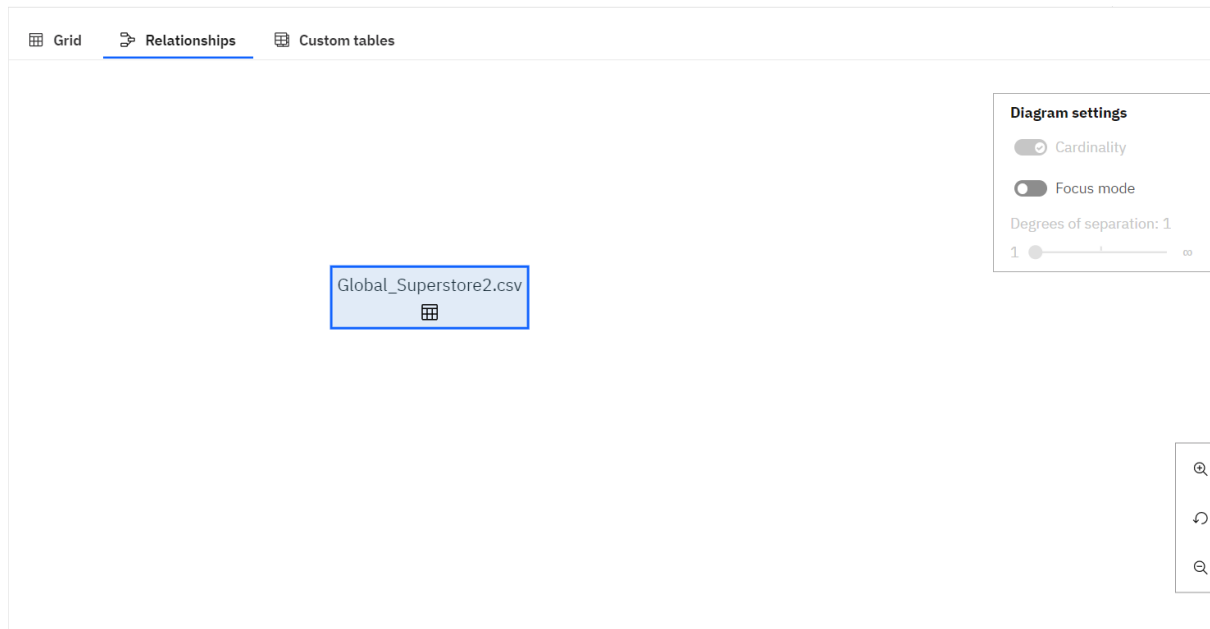 Grid
Relationships
Custom tables
Diagram settings
Cardinality
Focus mode
Degrees of separation: 1
1 ∞
Global_Superstore2.csv